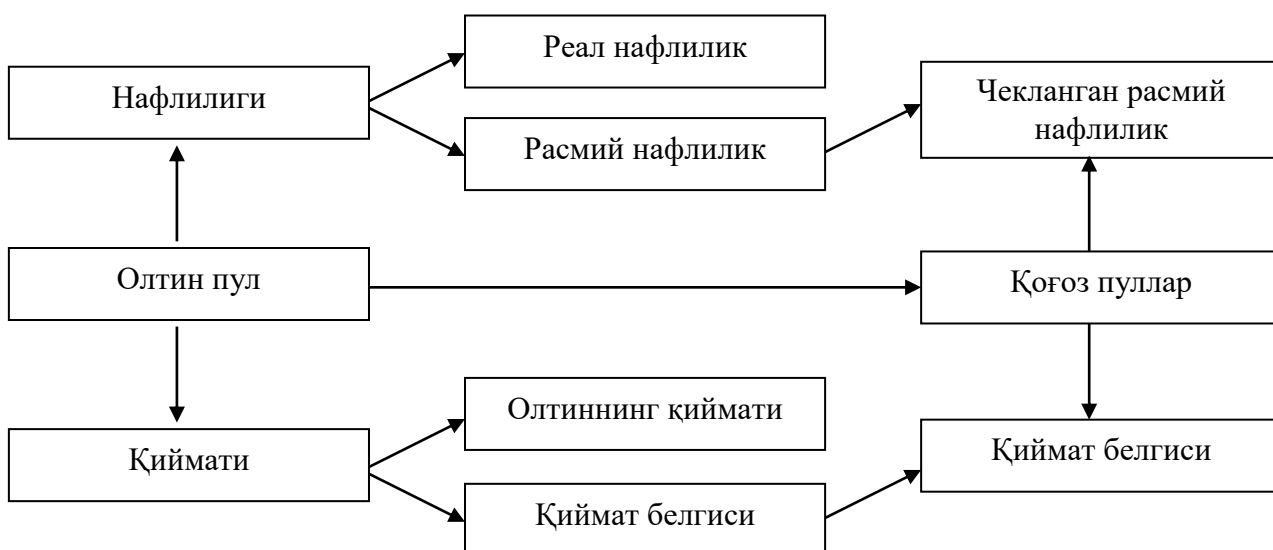 Реал нафлилик
Нафлилиги
Чекланган расмий
нафлилик
Расмий нафлилик
Олтин пул
Қоғоз пуллар
Олтиннинг қиймати
Қиймати
Қиймат белгиси
Қиймат белгиси